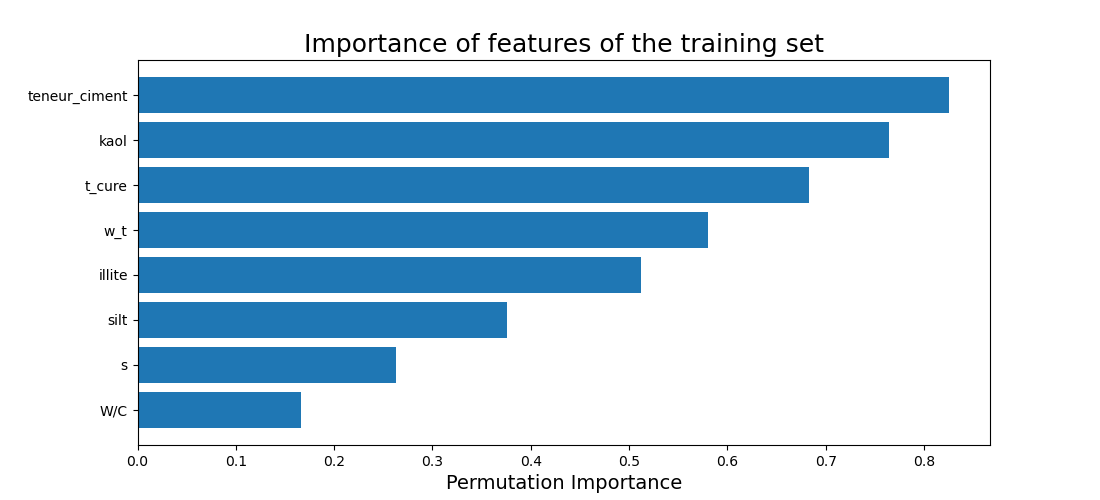 Importance of features of the training set
teneur_ciment
kaol
t_cure
w_t
illite
silt
s
W/C
0.0 0.1 0.2 0.3 0.4 0.5 0.6 0.7 0.8
Permutation Importance